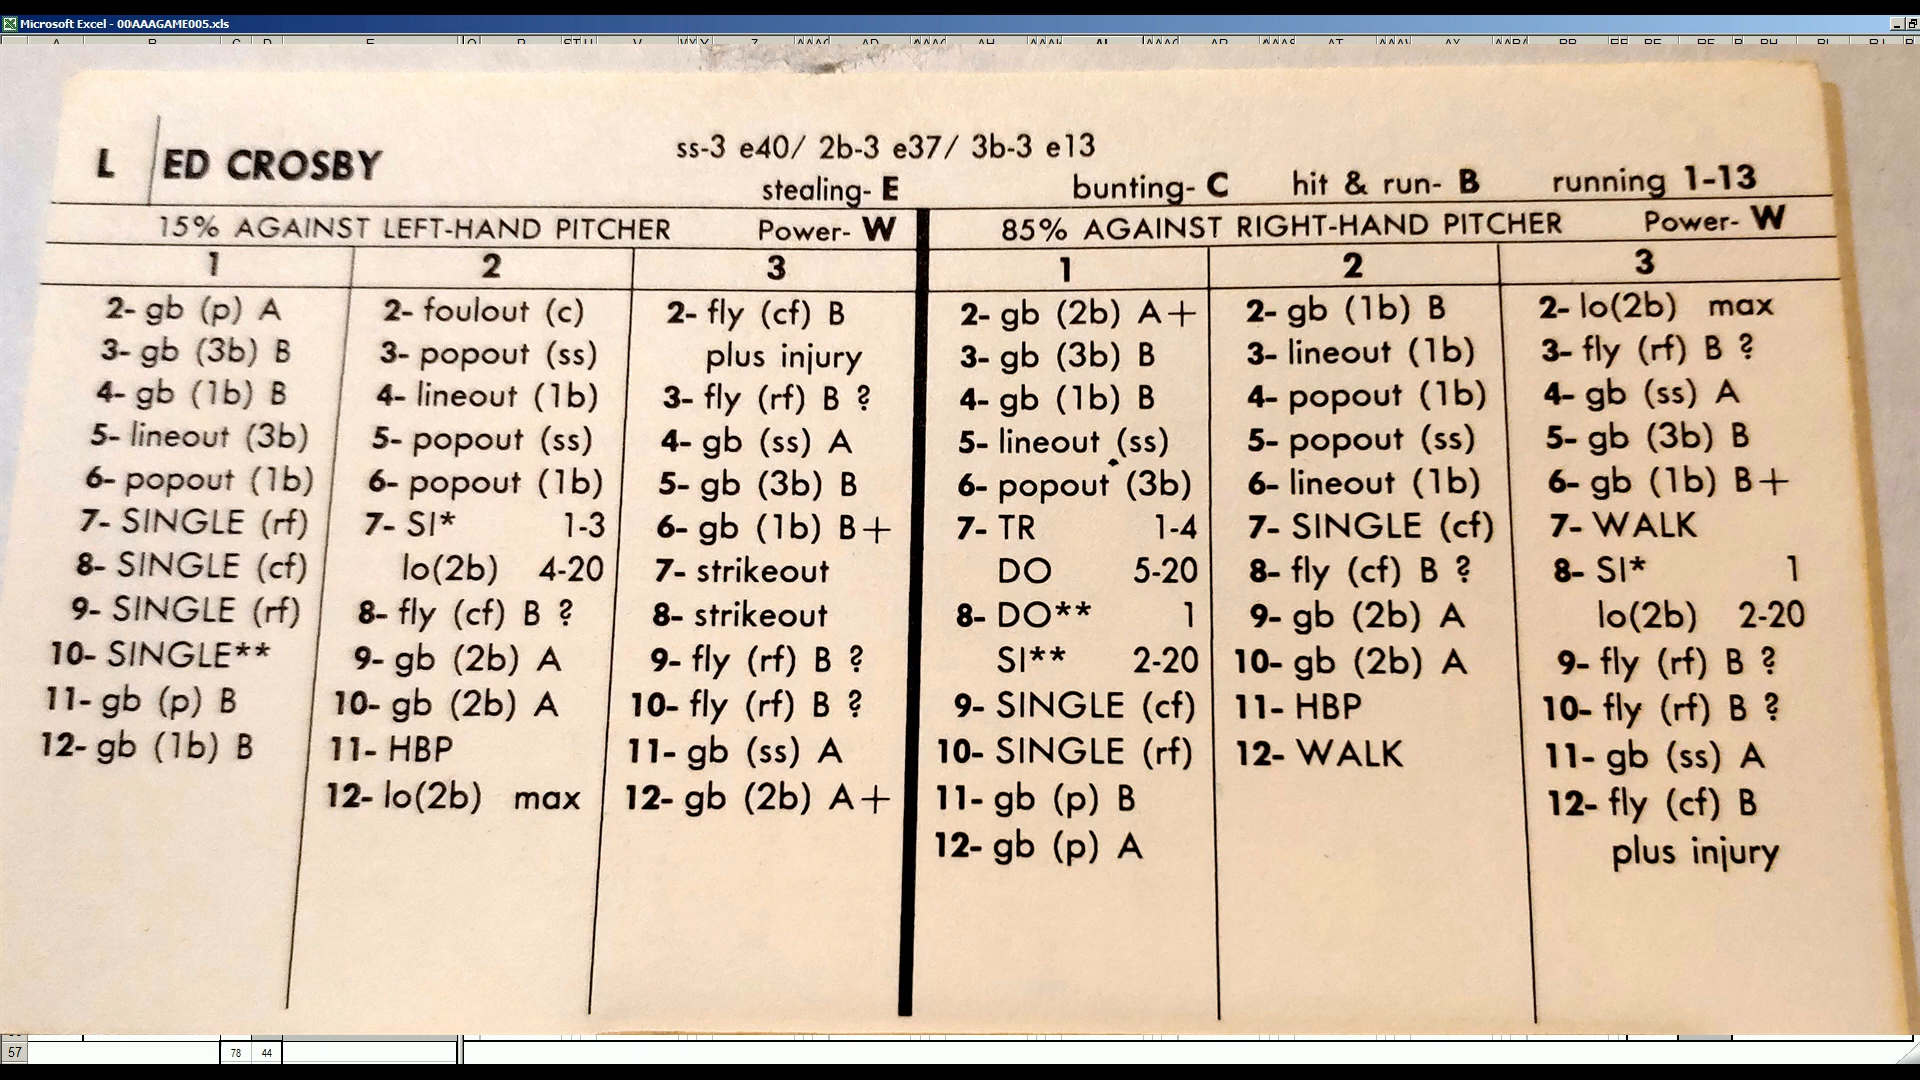 Microsoft Excel - 00AAAGAME005.xls
L ED CROSBY
ss-3 e40/ 2b-3 e37/ 3b-3 e13
stealing- E bunting- C hit & run- B running 1-13
15% AGAINST LEFT-HAND PITCHER Power- W
1
2- gb (p) A
3- gb (3b) B
4- gb (1b) B
5- lineout (3b)
6- popout (1b)
7- SINGLE (rf)
8- SINGLE (cf)
9- SINGLE (rf)
10- SINGLE**
11- gb (p) B
12- gb (1b) B
2
2- foulout (c)
3- popout (ss)
4- lineout (1b)
5- popout (ss)
6- popout (1b)
7- SI* 1-3
lo(2b) 4-20
8- fly (cf) B ?
9- gb (2b) A
10- gb (2b) A
11- HBP
12- lo(2b) max
3
2- fly (cf) B
plus injury
3- fly (rf) B ?
4- gb (ss) A
5- gb (3b) B
6- gb (1b) B+
7- strikeout
8- strikeout
9- fly (rf) B ?
10- fly (rf) B ?
11- gb (ss) A
12- gb (2b) A+
85% AGAINST RIGHT-HAND PITCHER Power- W
1
2- gb (2b) A+
3- gb (3b) B
4- gb (1b) B
5- lineout (ss)
6- popout (3b)
7- TR 1-4
DO 5-20
8- DO** 1
SI** 2-20
9- SINGLE (cf)
10- SINGLE (rf)
11- gb (p) B
12- gb (p) A
2
2- gb (1b) B
3- lineout (1b)
4- popout (1b)
5- popout (ss)
6- lineout (1b)
7- SINGLE (cf)
8- fly (cf) B ?
9- gb (2b) A
10- gb (2b) A
11- HBP
12- WALK
3
2- lo(2b) max
3- fly (rf) B ?
4- gb (ss) A
5- gb (3b) B
6- gb (1b) B+
7- WALK
8- SI* 1
lo(2b) 2-20
9- fly (rf) B ?
10- fly (rf) B ?
11- gb (ss) A
12- fly (cf) B
plus injury
57 78 44